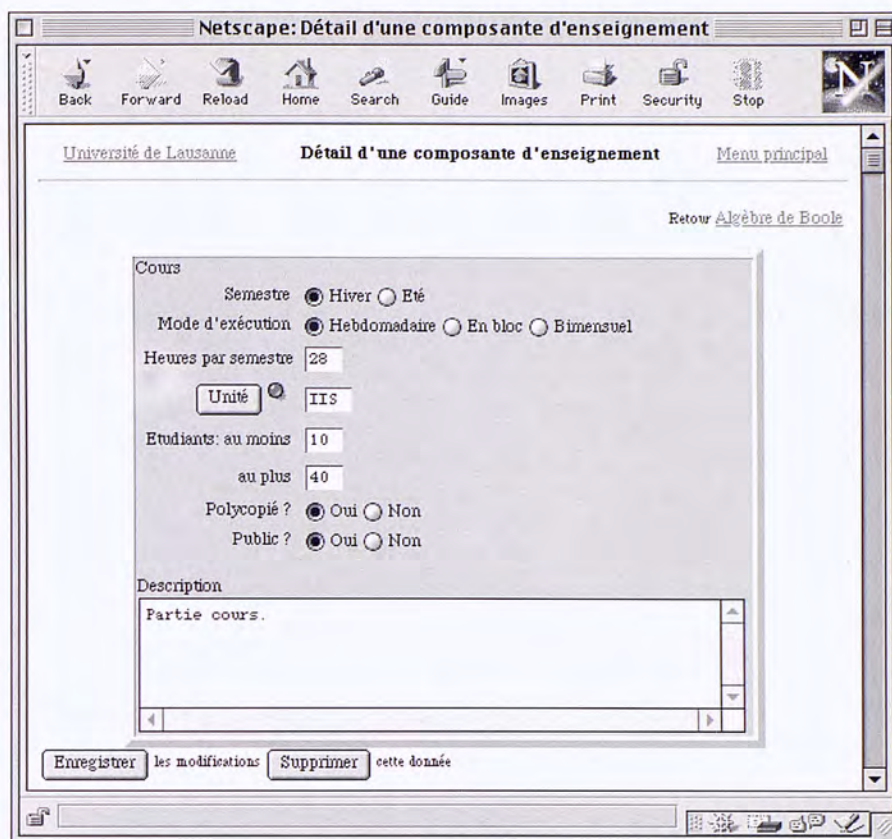 Netscape: Détail d'une composante d'enseignement
Back Forward Reload Home Search Guide Images Print Security Stop
N
Université de Lausanne Détail d'une composante d'enseignement Menu principal
Retour Algèbre de Boole
Cours
Semestre Hiver Eté
Mode d'exécution Hebdomadaire En bloc Bimensuel
Heures par semestre 28
Unité IIS
Etudiants: au moins 10
au plus 40
Polycopié ? Oui Non
Public ? Oui Non
Description
Partie cours.
Enregistrer les modifications Supprimer cette donnée